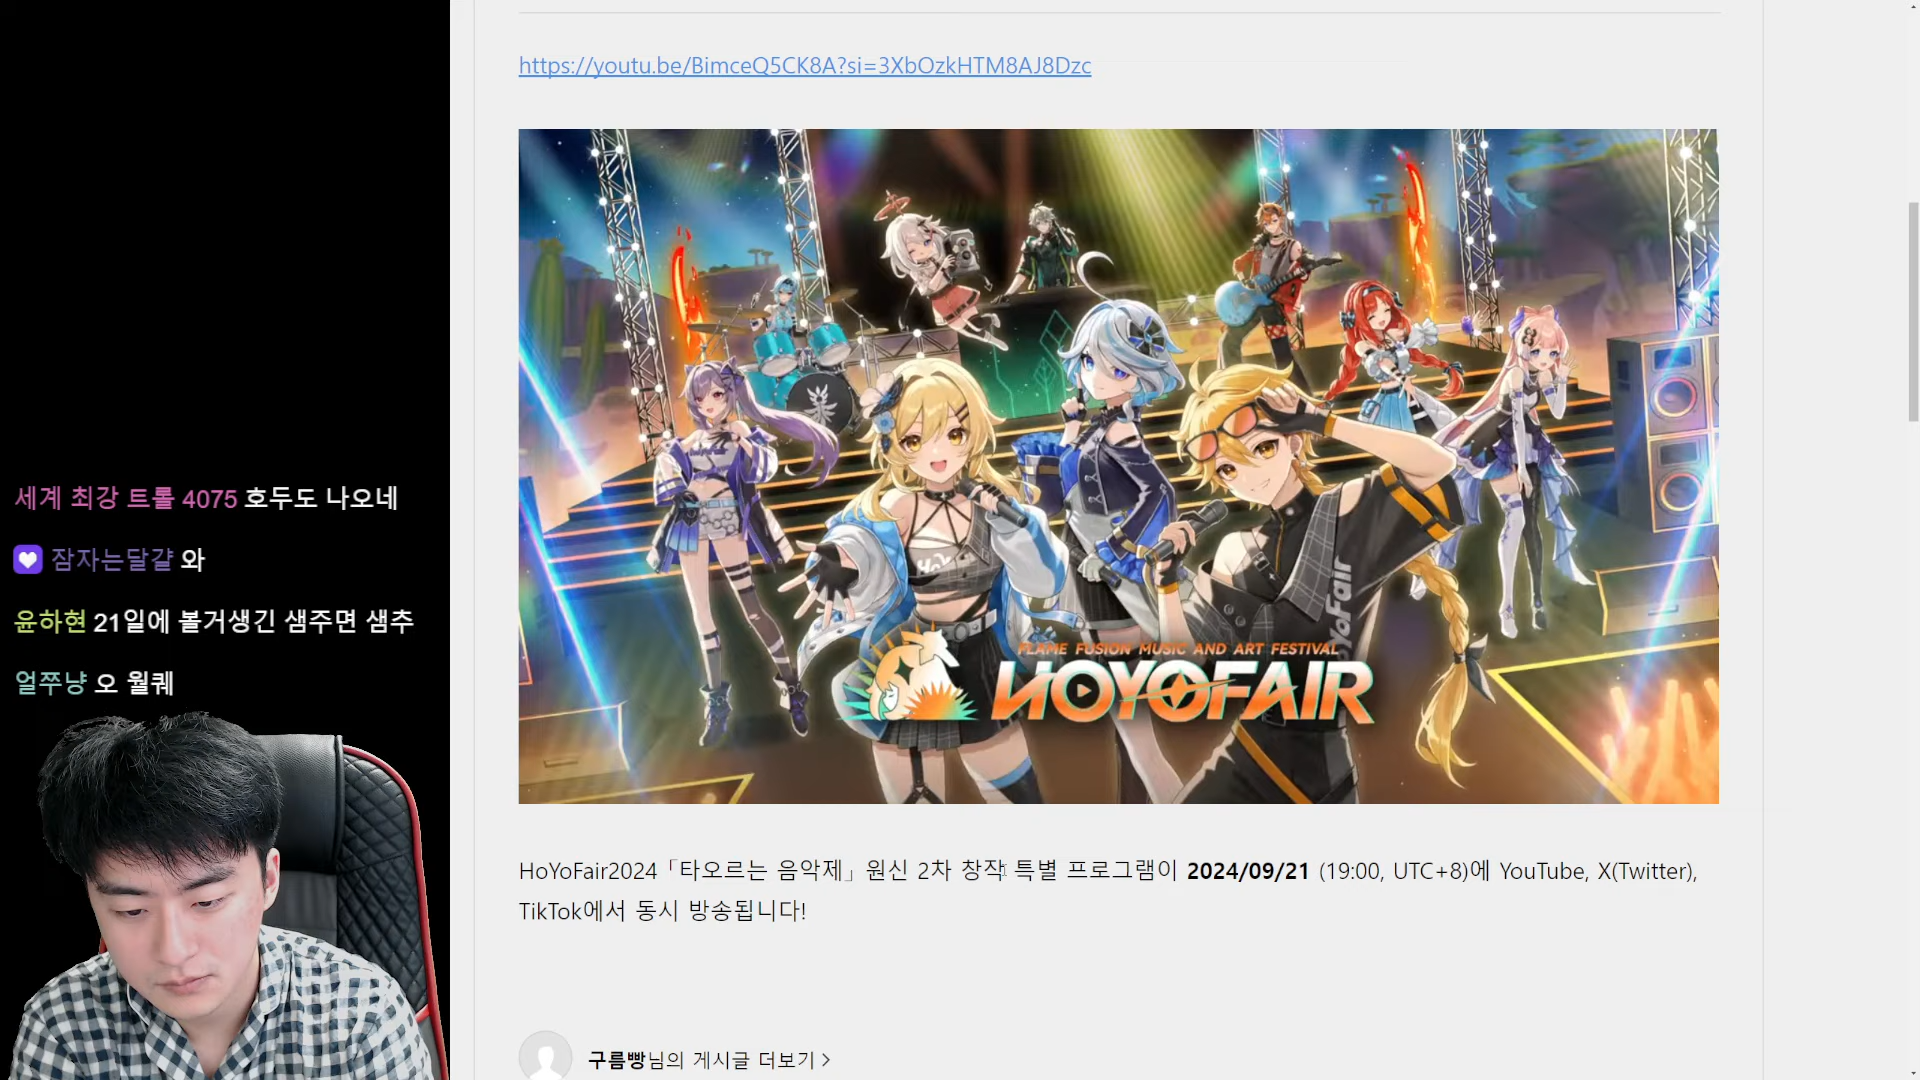 https://youtu.be/BimceQ5CK8A?si=3XbOzkHTM8AJ8Dzc
세계 최강 트롤 4075 호두도 나오네
잠자는달걀 와
윤하현 21일에 볼거생긴 샘주면 샘추
얼쭈냥 오 월퀘
HoYoFair
FLAME FUSION MUSIC AND ART FESTIVAL
HOYOFAIR
HoYoFair2024「타오르는 음악제」 원신 2차 창작 특별 프로그램이 2024/09/21 (19:00, UTC+8)에 YouTube, X(Twitter),
TikTok에서 동시 방송됩니다!
구름빵님의 게시글 더보기 >